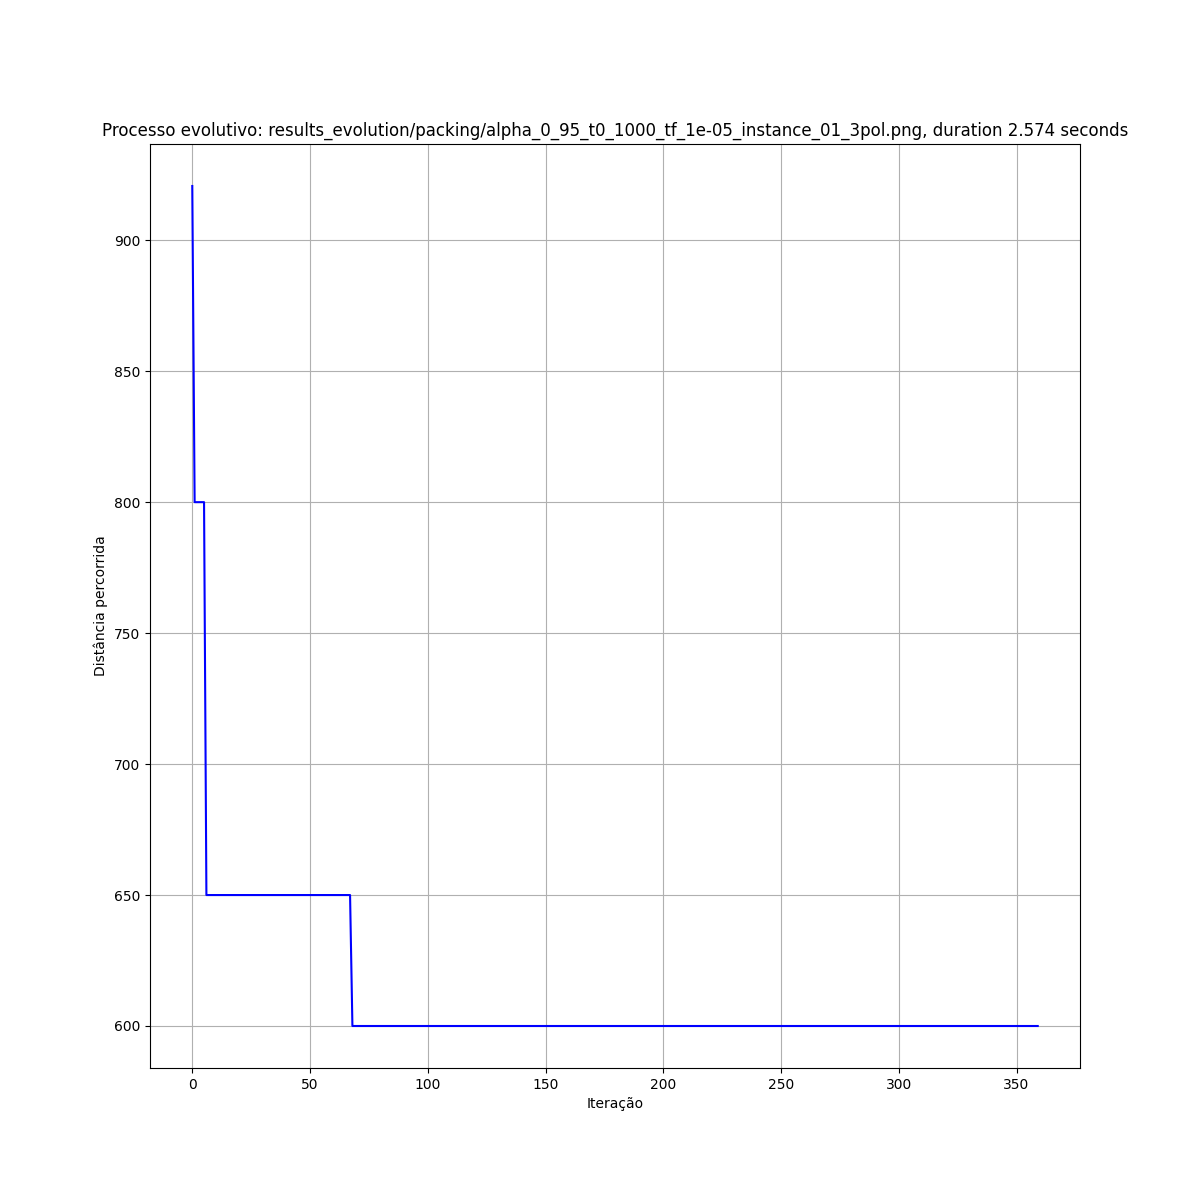 Processo evolutivo: results_evolution/packing/alpha_0_95_t0_1000_tf_1e-05_instance_01_3pol.png, duration 2.574 seconds
900
850
800
750
700
650
600
Distância percorrida
0 50 100 150 200 250 300 350
Iteração